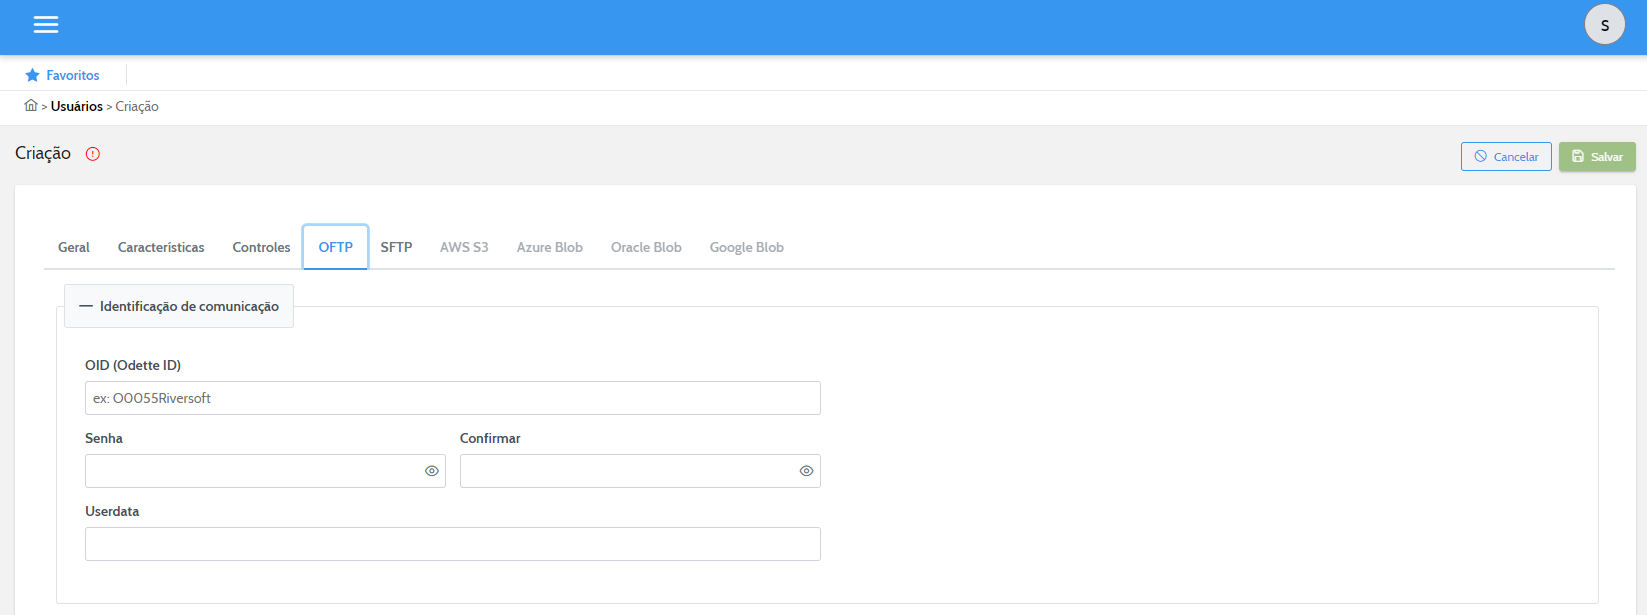 S
Favoritos
> Usuários > Criação
Criação
Cancelar
Salvar
Geral Características Controles OFTP SFTP AWS S3 Azure Blob Oracle Blob Google Blob
Identificação de comunicação
OID (Odette ID)
ex: O0055Riversoft
Senha Confirmar
Userdata